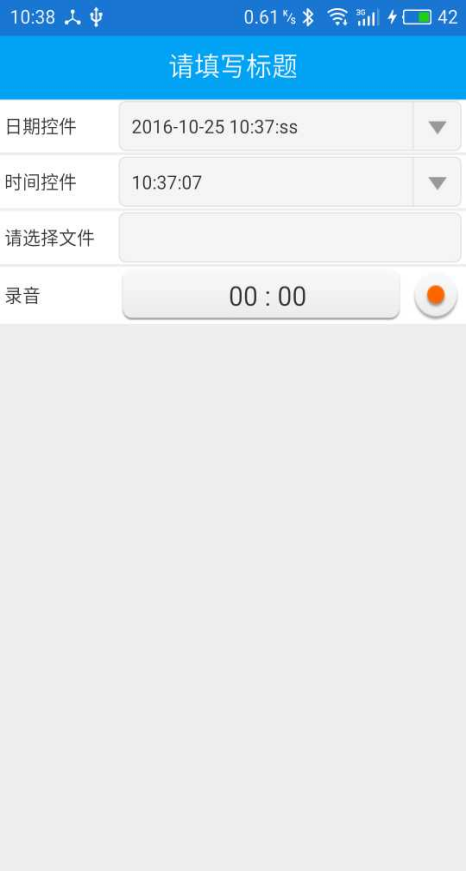 10:38 0.61 K/s 3G 42
请填写标题
日期控件 2016-10-25 10:37:ss
时间控件 10:37:07
请选择文件
录音 00 : 00